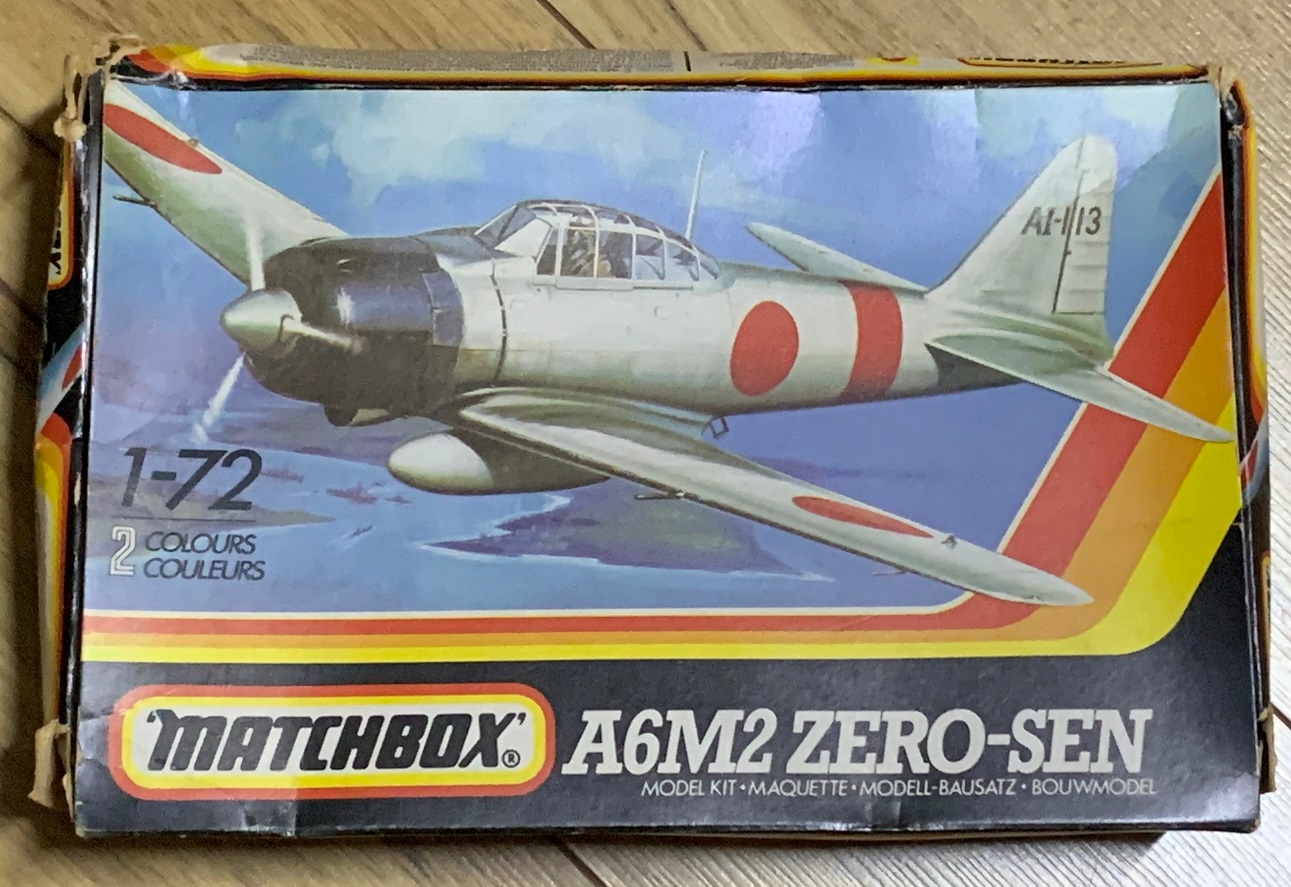 AI-113
1-72
2 COLOURS
COULEURS
'MATCHBOX'®
A6M2 ZERO-SEN
MODEL KIT • MAQUETTE • MODELL-BAUSATZ • BOUWMODEL